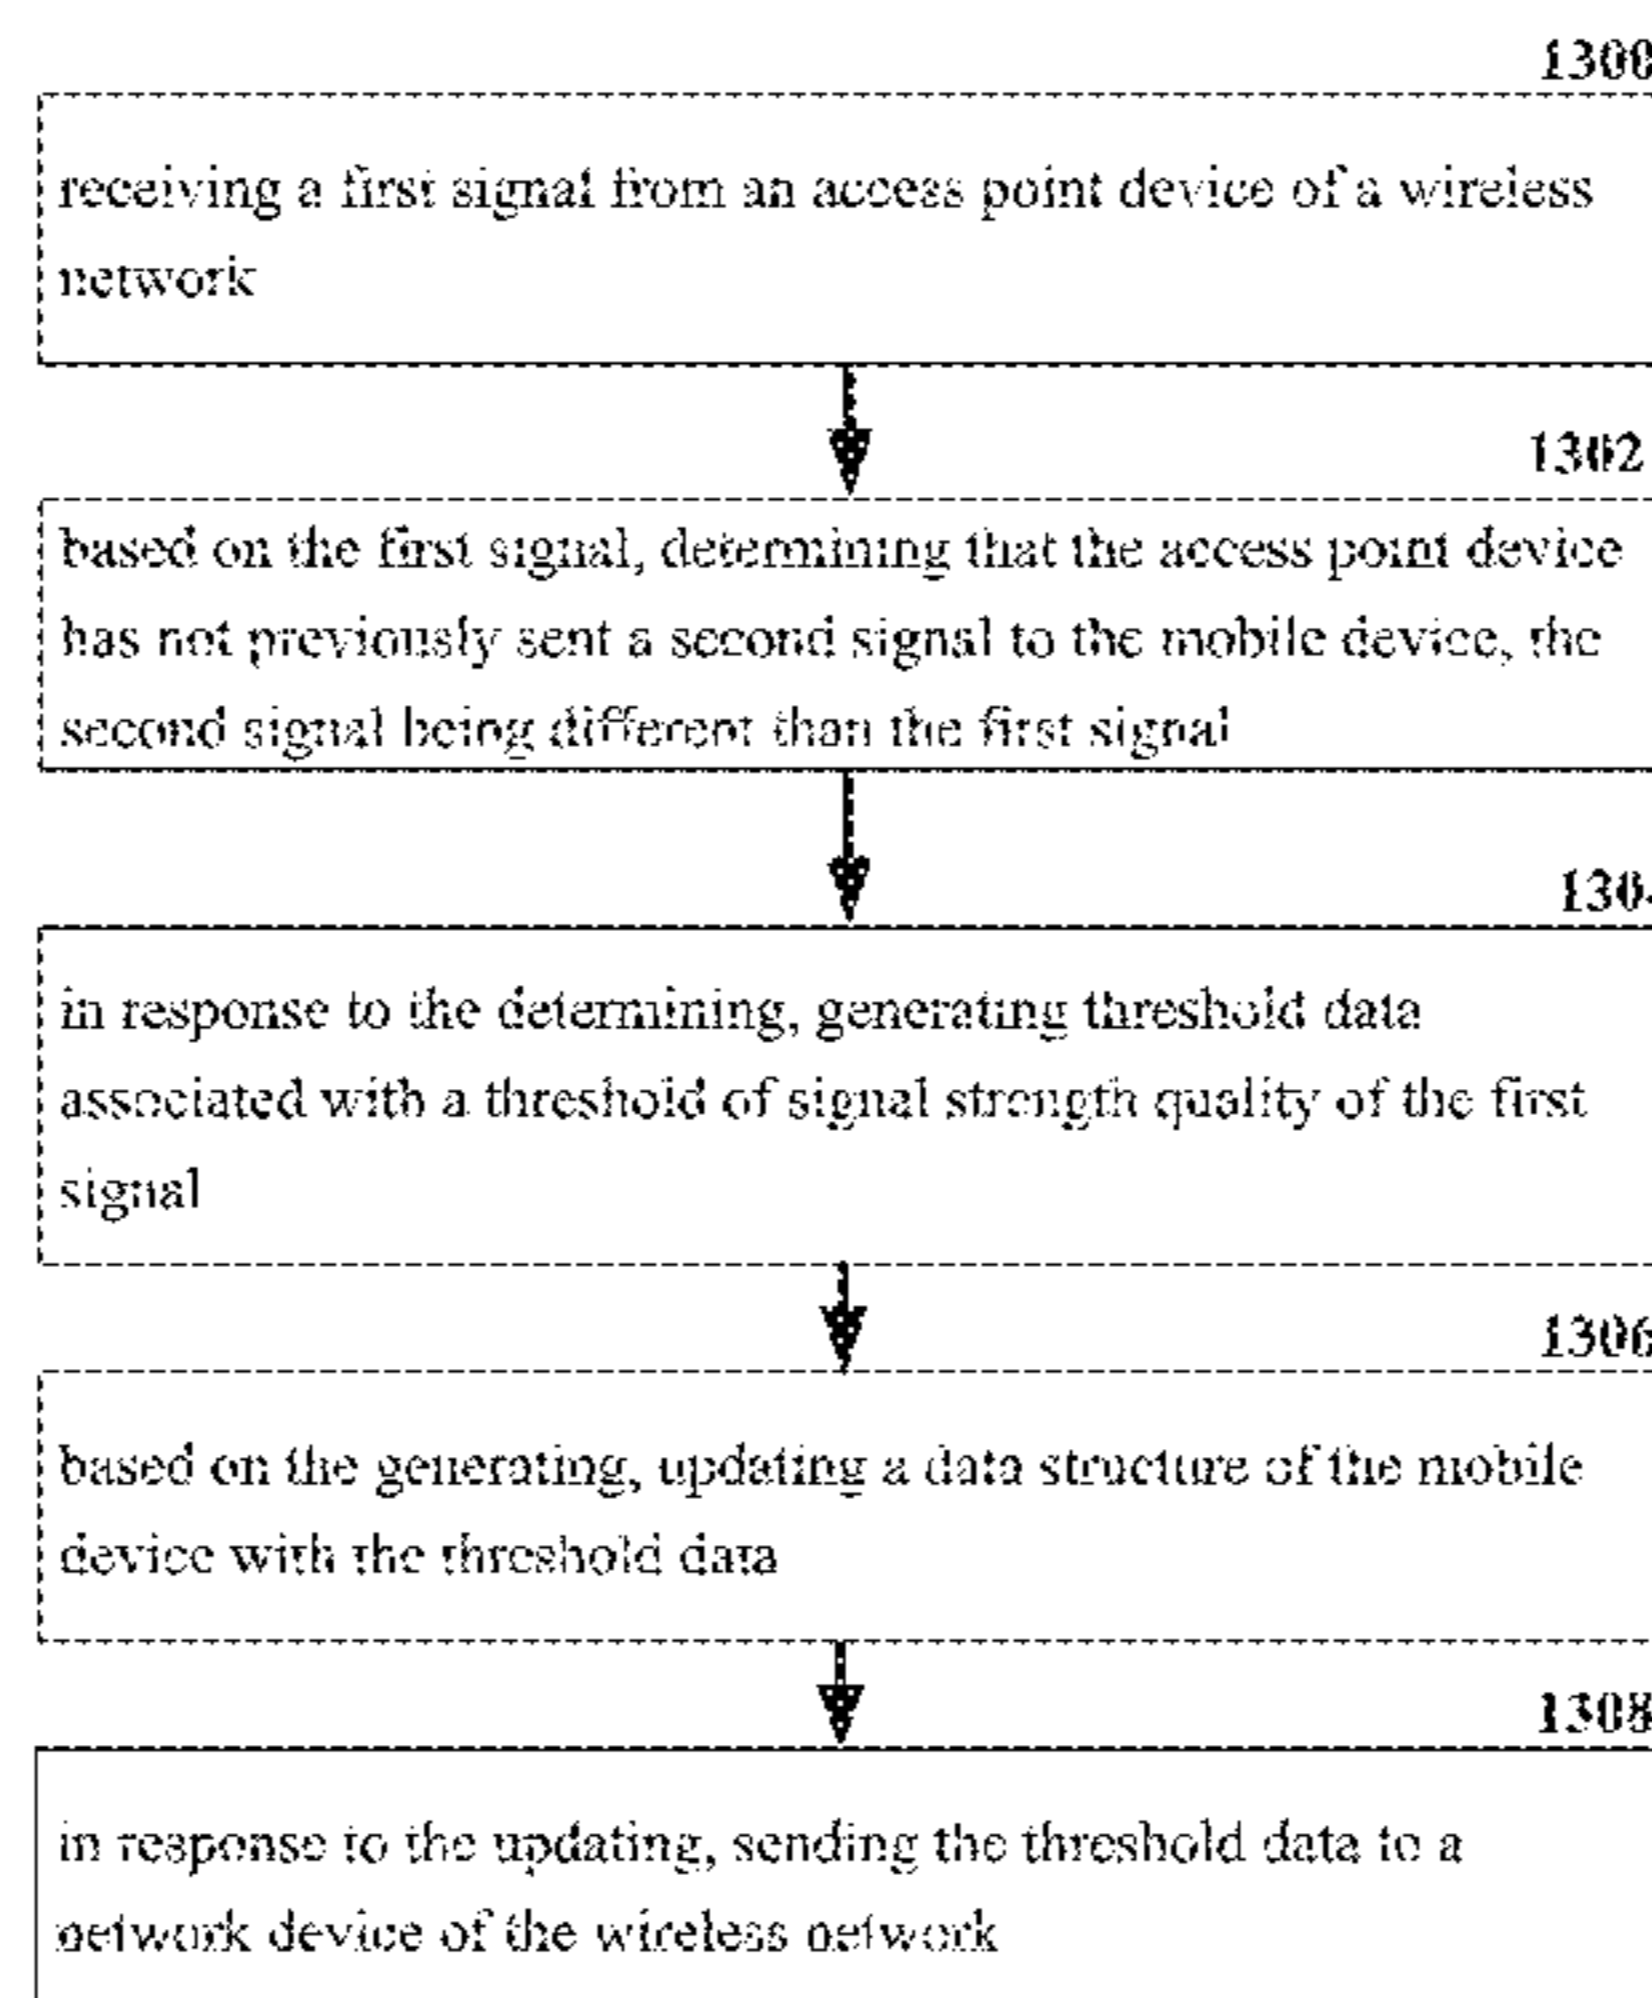 1300
receiving a first signal from an access point device of a wireless
network
1302
based on the first signal, determining that the access point device
has not previously sent a second signal to the mobile device, the
second signal being different than the first signal
130
in response to the determining, generating threshold data
associated with a threshold of signal strength quality of the first
signal
1306
based on the generating, updating a data structure of the mobile
device with the threshold data
1308
in response to the updating, sending the threshold data to a
network device of the wireless network